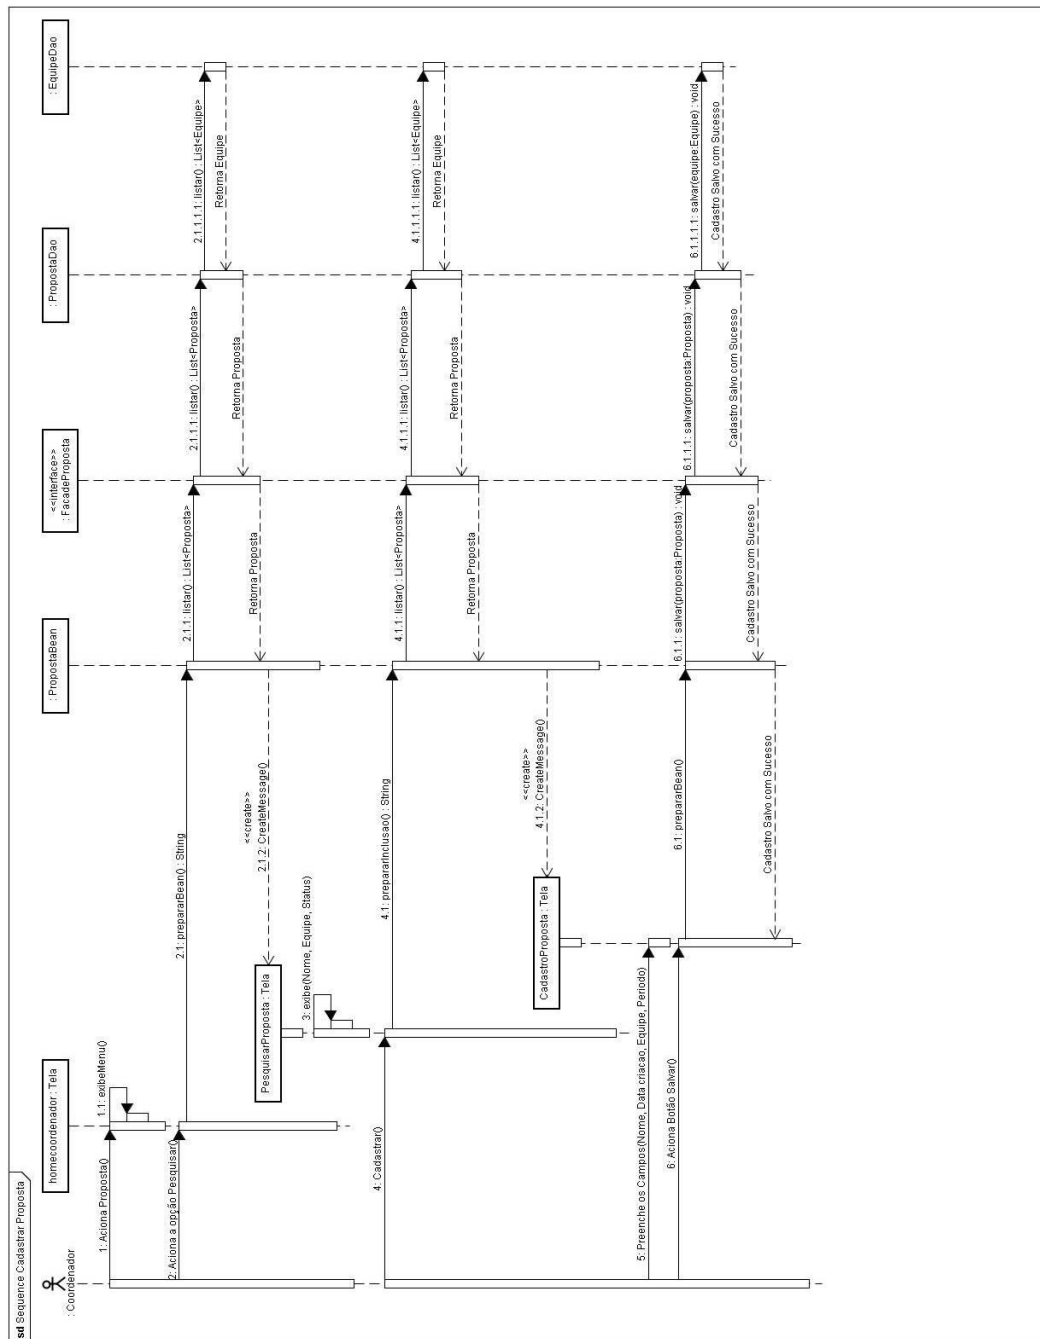 sd Sequence Cadastrar Proposta
: Coordenador
homecoordenador : Tela
: PropostaBean
<<interface>>
: FacadeProposta
: PropostaDao
: EquipeDao
1: Aciona Proposta()
1.1: exibeMenu()
2: Aciona a opção Pesquisar()
2.1: prepararBean() : String
2.1.1: listar() : List<Proposta>
2.1.1.1: listar() : List<Proposta>
2.1.1.1.1: listar() : List<Equipe>
Retorna Equipe
Retorna Proposta
Retorna Proposta
<<create>>
2.1.2: CreateMessage()
PesquisarProposta : Tela
3: exibe(Nome, Equipe, Status)
4: Cadastrar()
4.1: prepararInclusao() : String
4.1.1: listar() : List<Proposta>
4.1.1.1: listar() : List<Proposta>
4.1.1.1.1: listar() : List<Equipe>
Retorna Equipe
Retorna Proposta
Retorna Proposta
<<create>>
4.1.2: CreateMessage()
CadastroProposta : Tela
5: Preenche os Campos(Nome, Data criacao, Equipe, Periodo)
6: Aciona Botão Salvar()
6.1: prepararBean()
6.1.1: salvar(proposta:Proposta) : void
6.1.1.1: salvar(proposta:Proposta) : void
6.1.1.1.1: salvar(equipe:Equipe) : void
Cadastro Salvo com Sucesso
Cadastro Salvo com Sucesso
Cadastro Salvo com Sucesso
Cadastro Salvo com Sucesso